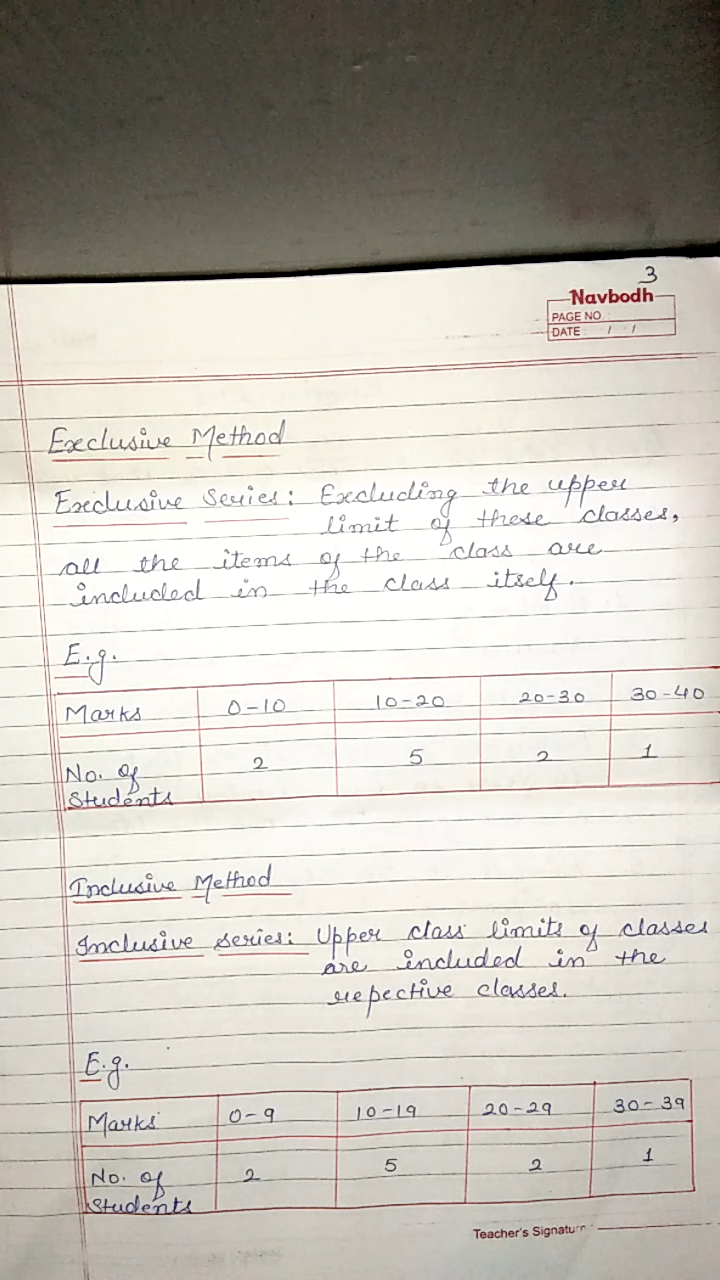 3
Navbodh
PAGE NO. :
DATE : / /
Exclusive Method
Exclusive Series: Excluding the upper
limit of these classes,
all the items of the class are
included in the class itself.
E.g.
Marks 0-10 10-20 20-30 30-40
No. of Students 2 5 2 1
Inclusive Method
Inclusive series: Upper class limits of classes
are included in the
repective classes.
E.g.
Marks 0-9 10-19 20-29 30-39
No. of Students 2 5 2 1
Teacher's Signature